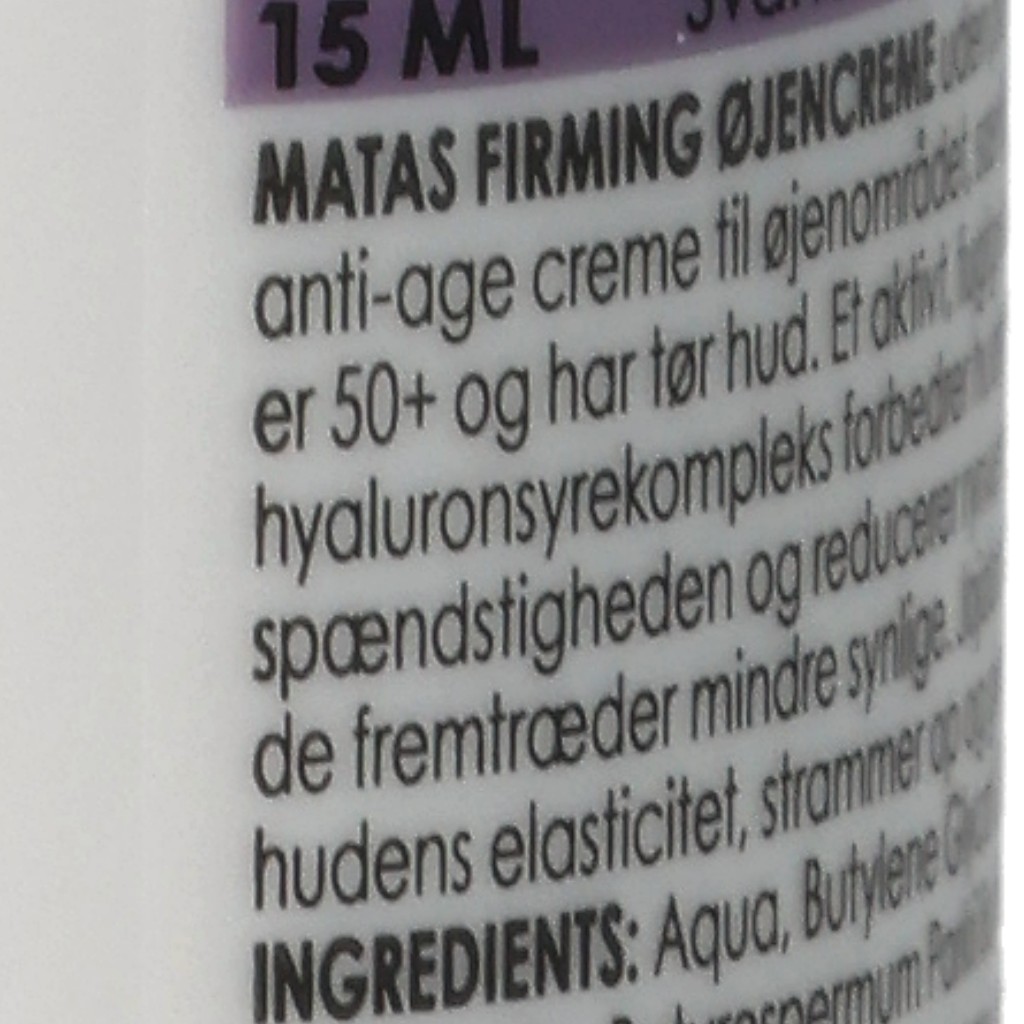 15 ML
MATAS FIRMING ØJENCREME
anti-age creme til øjenområdet
er 50+ og har tør hud. Et aktivt
hyaluronsyrekompleks forbedrer
spændstigheden og reducerer
de fremtræder mindre synlige.
hudens elasticitet, strammer og
INGREDIENTS: Aqua, Butylene